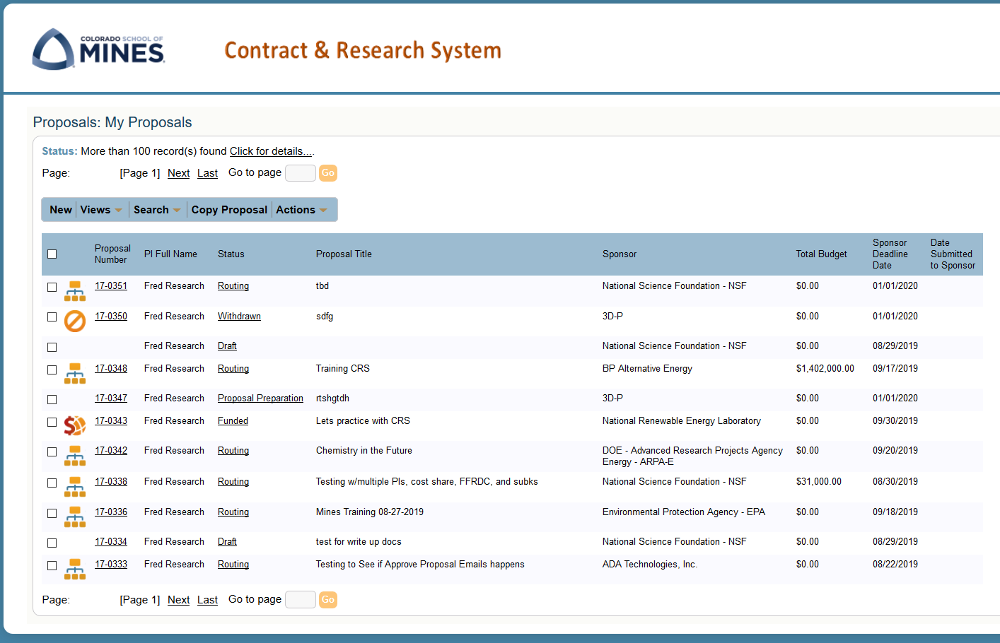 COLORADO SCHOOL OF
MINES
Contract & Research System
Proposals: My Proposals
Status: More than 100 record(s) found Click for details....
Page: [Page 1] Next Last Go to page Go
New Views Search Copy Proposal Actions
Proposal Number PI Full Name Status Proposal Title Sponsor Total Budget Sponsor Deadline Date Date Submitted to Sponsor
17-0351 Fred Research Routing tbd National Science Foundation - NSF $0.00 01/01/2020
17-0350 Fred Research Withdrawn sdfg 3D-P $0.00 01/01/2020
Fred Research Draft National Science Foundation - NSF $0.00 08/29/2019
17-0348 Fred Research Routing Training CRS BP Alternative Energy $1,402,000.00 09/17/2019
17-0347 Fred Research Proposal Preparation rtshgtdh 3D-P $0.00 01/01/2020
17-0343 Fred Research Funded Lets practice with CRS National Renewable Energy Laboratory $0.00 09/30/2019
17-0342 Fred Research Routing Chemistry in the Future DOE - Advanced Research Projects Agency Energy - ARPA-E $0.00 09/20/2019
17-0338 Fred Research Routing Testing w/multiple PIs, cost share, FFRDC, and subks National Science Foundation - NSF $31,000.00 08/30/2019
17-0336 Fred Research Routing Mines Training 08-27-2019 Environmental Protection Agency - EPA $0.00 09/18/2019
17-0334 Fred Research Draft test for write up docs National Science Foundation - NSF $0.00 08/29/2019
17-0333 Fred Research Routing Testing to See if Approve Proposal Emails happens ADA Technologies, Inc. $0.00 08/22/2019
Page: [Page 1] Next Last Go to page Go